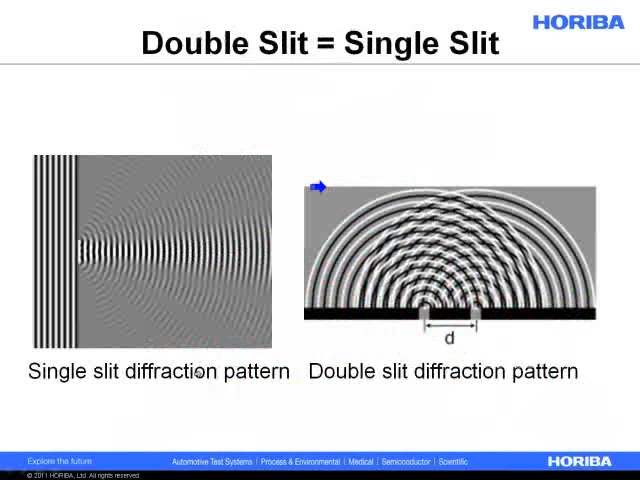 HORIBA
Double Slit = Single Slit
d
Single slit diffraction pattern
Double slit diffraction pattern
Explore the future
Automotive Test Systems | Process & Environmental | Medical | Semiconductor | Scientific
HORIBA
© 2011 HORIBA, Ltd. All rights reserved.